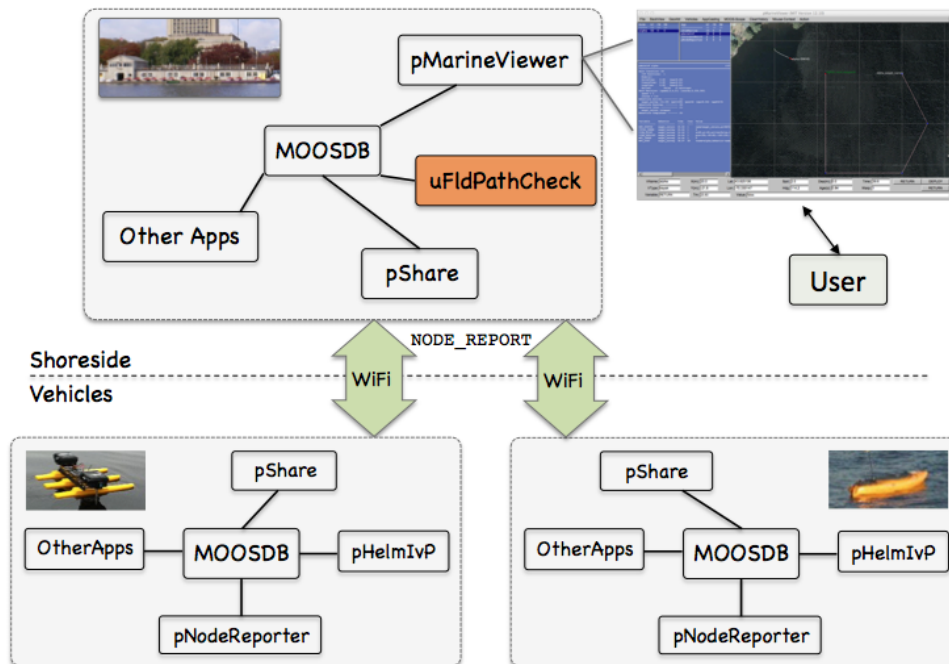 pMarineViewer
MOOSDB
uFldPathCheck
Other Apps
pShare
User
NODE_REPORT
Shoreside
Vehicles
WiFi
WiFi
pShare
OtherApps
MOOSDB
pHelmIvP
pNodeReporter
pShare
OtherApps
MOOSDB
pHelmIvP
pNodeReporter